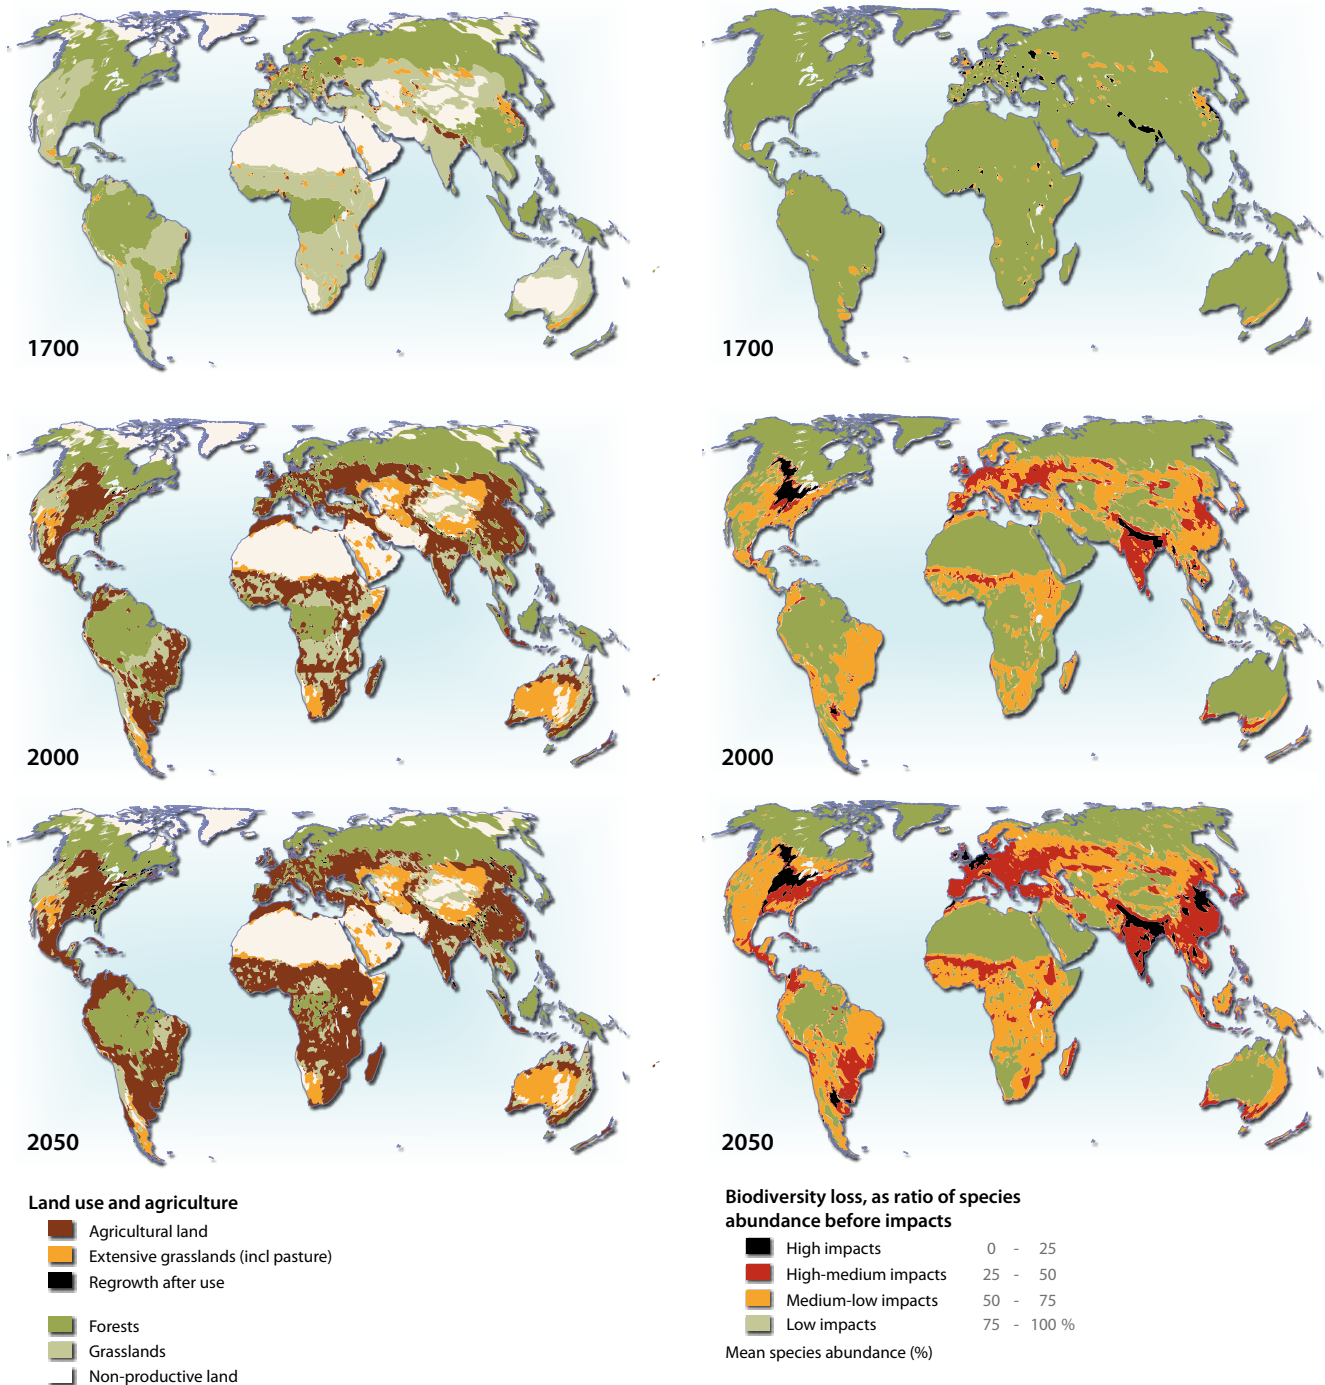 1700
1700
2000
2000
2050
2050
Land use and agriculture
Agricultural land
Extensive grasslands (incl pasture)
Regrowth after use
Forests
Grasslands
Non-productive land
Biodiversity loss, as ratio of species
abundance before impacts
High impacts 0 - 25
High-medium impacts 25 - 50
Medium-low impacts 50 - 75
Low impacts 75 - 100 %
Mean species abundance (%)